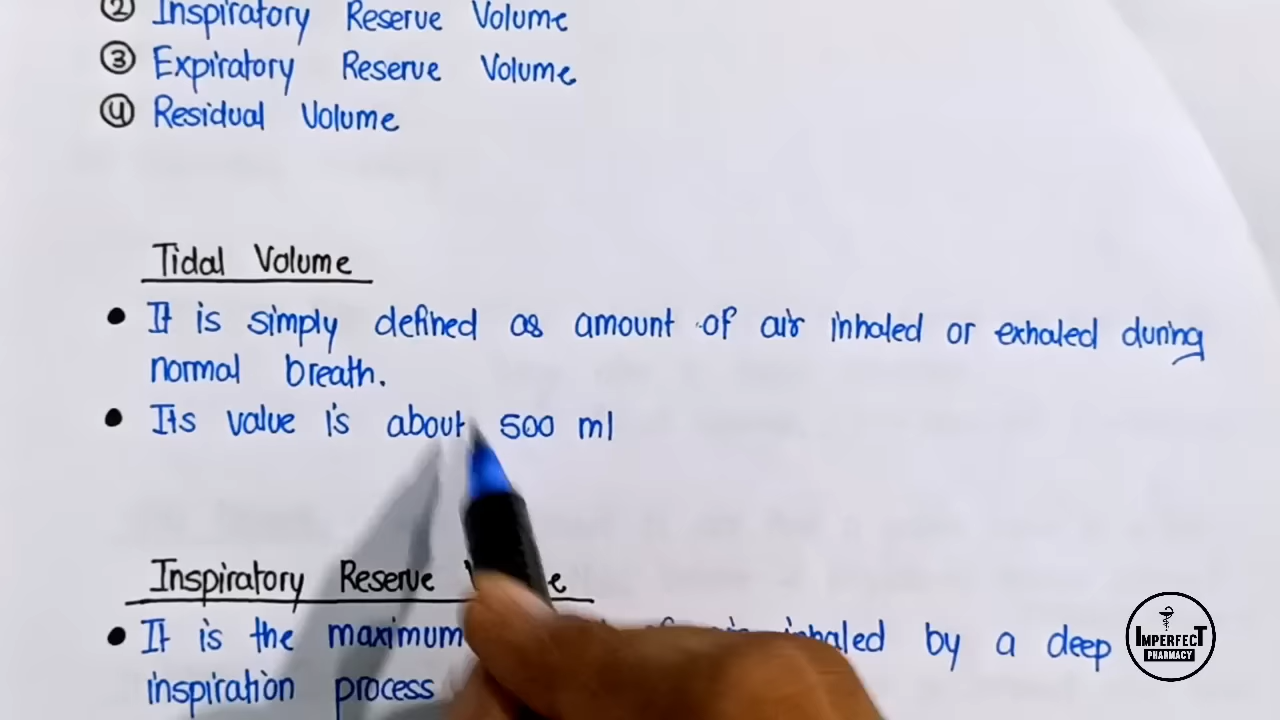 ② Inspiratory Reserve Volume
③ Expiratory Reserve Volume
④ Residual Volume
Tidal Volume
• It is simply defined as amount of air inhaled or exhaled during
normal breath.
• Its value is about 500 ml
Inspiratory Reserve
• It is the maximum inhaled by a deep
inspiration process
IMPERFECT
PHARMACY